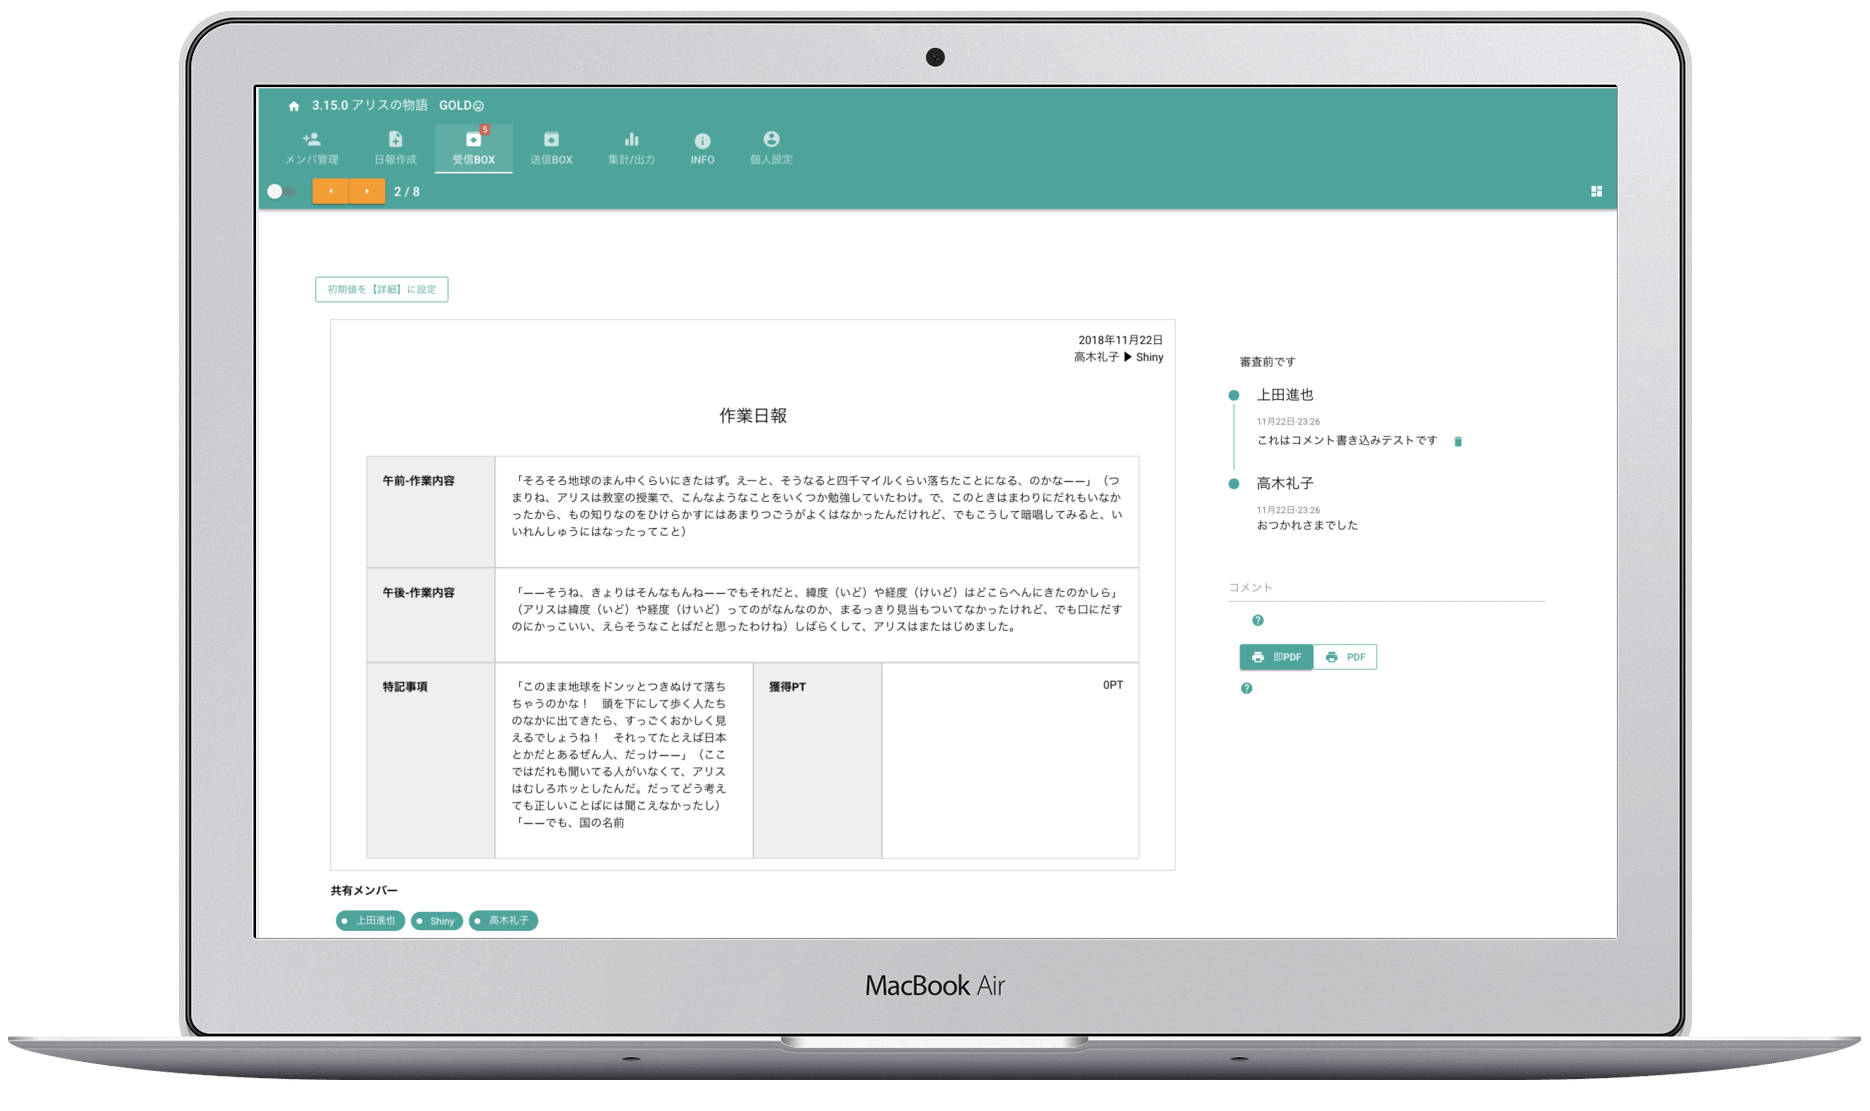 3.15.0 アリスの物語 GOLD
メンバ管理 日報作成 受信BOX 5 送信BOX 集計/出力 INFO 個人設定
2 / 8
初期値を【詳細】に設定
2018年11月22日
高木礼子 ▶ Shiny
作業日報
午前-作業内容
「そろそろ地球のまん中くらいにきたはず。えーと、そうなると四千マイルくらい落ちたことになる、のかなーー」（つ
まりね、アリスは教室の授業で、こんなようなことをいくつか勉強していたわけ。で、このときはまわりにだれもいなか
ったから、もの知りなのをひけらかすにはあまりつごうがよくはなかったんだけれど、でもこうして暗唱してみると、い
いれんしゅうにはなったってこと）
午後-作業内容
「ーーそうね、きょりはそんなもんねーーでもそれだと、緯度（いど）や経度（けいど）はどこらへんにきたのかしら」
（アリスは緯度（いど）や経度（けいど）ってのがなんなのか、まるっきり見当もついてなかったけれど、でも口にだす
のにかっこいい、えらそうなことばだと思ったわけね）しばらくして、アリスはまたはじめました。
特記事項
「このまま地球をドンッとつきぬけて落ち
ちゃうのかな！　頭を下にして歩く人たち
のなかに出てきたら、すっごくおかしく見
えるでしょうね！　それってたとえば日本
とかだとあるぜん人、だっけーー」（ここ
ではだれも聞いてる人がいなくて、アリス
はむしろホッとしたんだ。だってどう考え
ても正しいことばには聞こえなかったし）
「ーーでも、国の名前
獲得PT
0PT
共有メンバー
上田進也 Shiny 高木礼子
審査前です
上田進也
11月22日-23:26
これはコメント書き込みテストです
高木礼子
11月22日-23:26
おつかれさまでした
コメント
即PDF PDF
MacBook Air